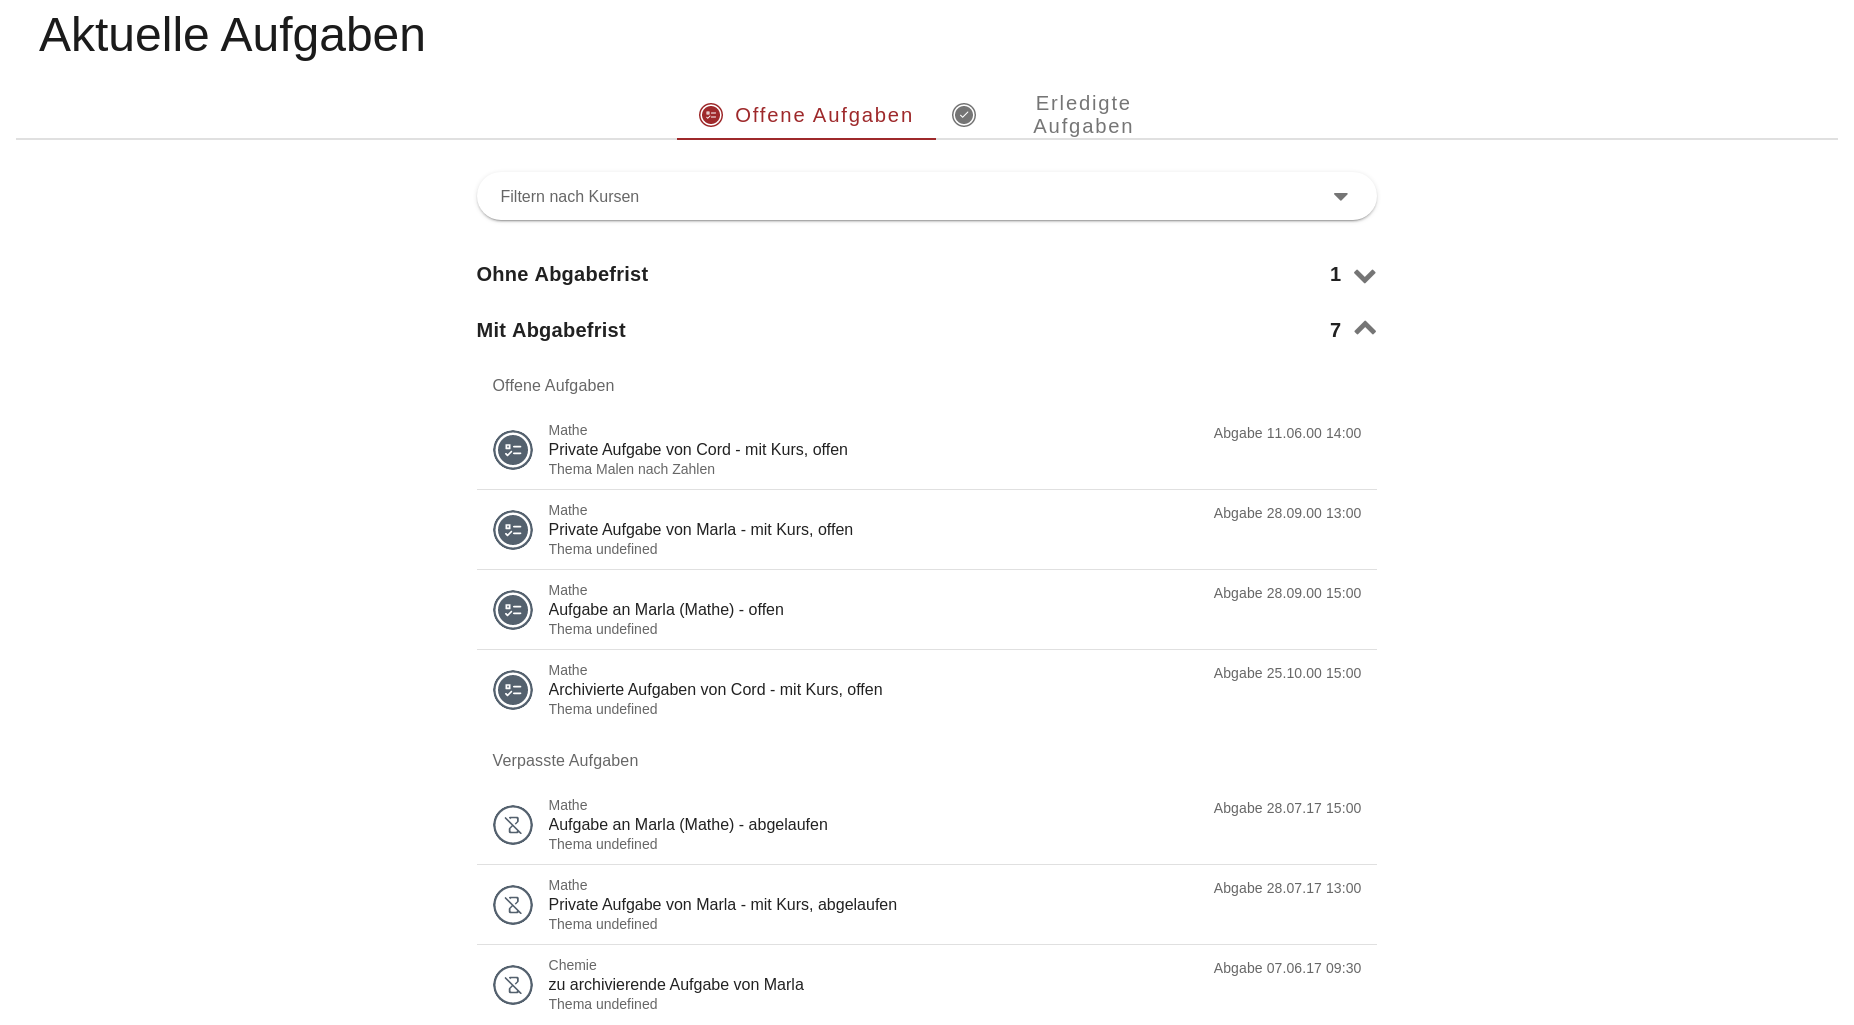 Aktuelle Aufgaben
Offene Aufgaben
Erledigte
Aufgaben
Filtern nach Kursen
Ohne Abgabefrist 1
Mit Abgabefrist 7
Offene Aufgaben
Mathe
Abgabe 11.06.00 14:00
Private Aufgabe von Cord - mit Kurs, offen
Thema Malen nach Zahlen
Mathe
Abgabe 28.09.00 13:00
Private Aufgabe von Marla - mit Kurs, offen
Thema undefined
Mathe
Abgabe 28.09.00 15:00
Aufgabe an Marla (Mathe) - offen
Thema undefined
Mathe
Abgabe 25.10.00 15:00
Archivierte Aufgaben von Cord - mit Kurs, offen
Thema undefined
Verpasste Aufgaben
Mathe
Abgabe 28.07.17 15:00
Aufgabe an Marla (Mathe) - abgelaufen
Thema undefined
Mathe
Abgabe 28.07.17 13:00
Private Aufgabe von Marla - mit Kurs, abgelaufen
Thema undefined
Chemie
Abgabe 07.06.17 09:30
zu archivierende Aufgabe von Marla
Thema undefined